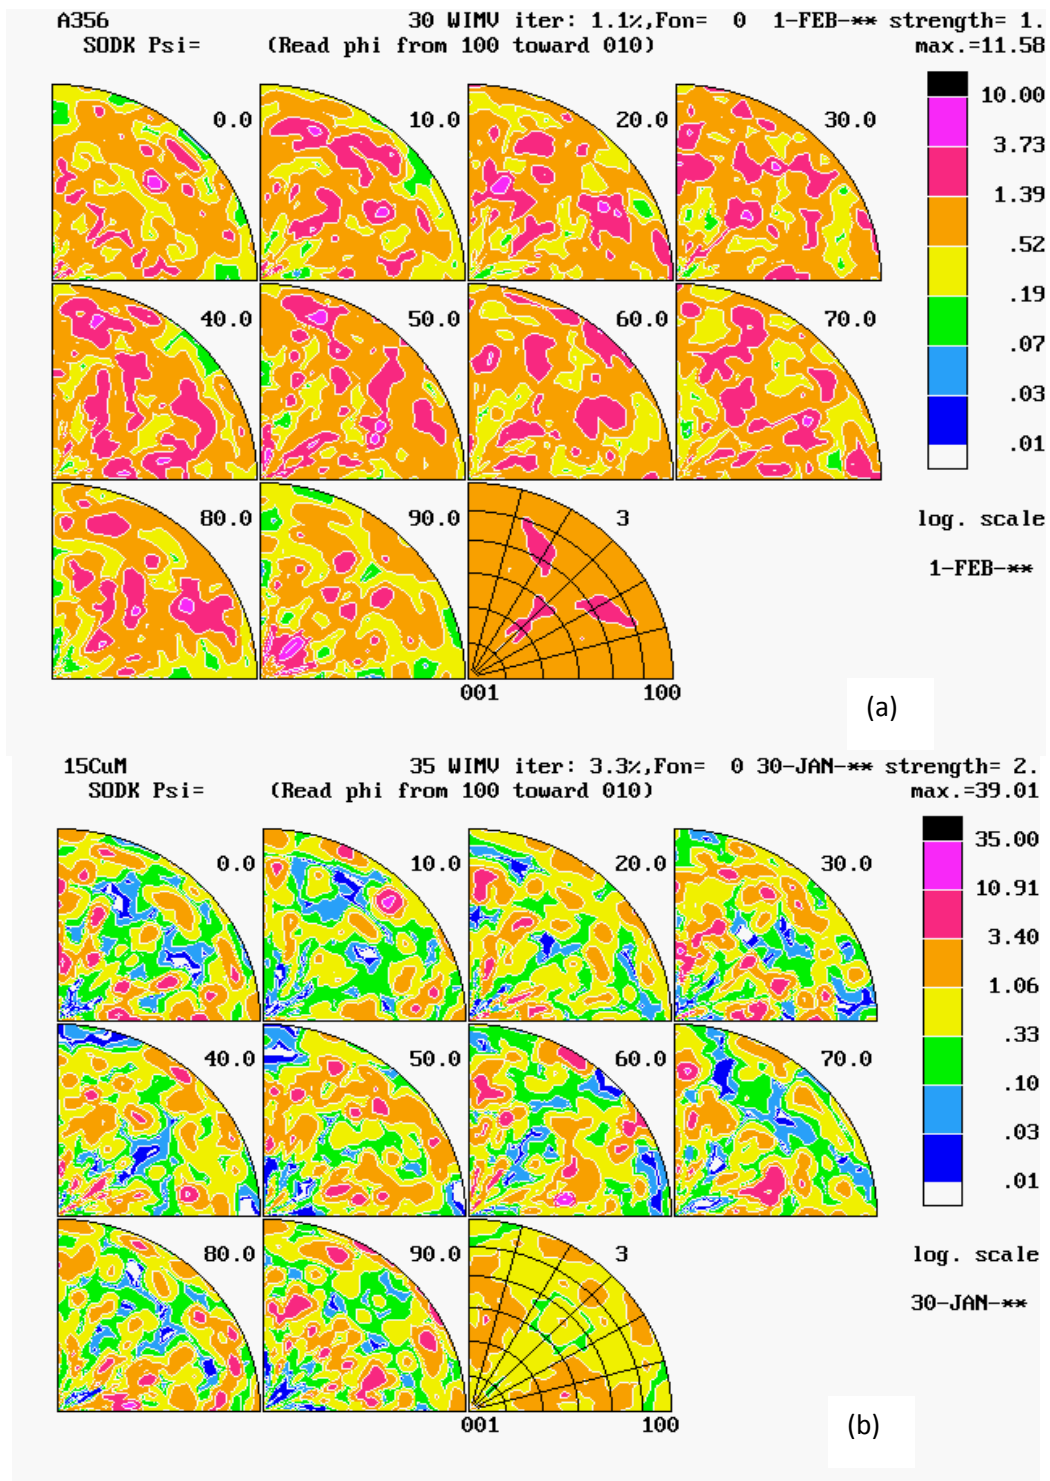 A356 30 WIMV iter: 1.1%,Fon= 0 1-FEB-** strength= 1.
SODK Psi= (Read phi from 100 toward 010) max.=11.58
0.0 10.0 20.0 30.0
40.0 50.0 60.0 70.0
80.0 90.0 3
001 100
10.00
3.73
1.39
.52
.19
.07
.03
.01
log. scale
1-FEB-**
(a)
15CuM 35 WIMV iter: 3.3%,Fon= 0 30-JAN-** strength= 2.
SODK Psi= (Read phi from 100 toward 010) max.=39.01
0.0 10.0 20.0 30.0
40.0 50.0 60.0 70.0
80.0 90.0 3
001 100
35.00
10.91
3.40
1.06
.33
.10
.03
.01
log. scale
30-JAN-**
(b)